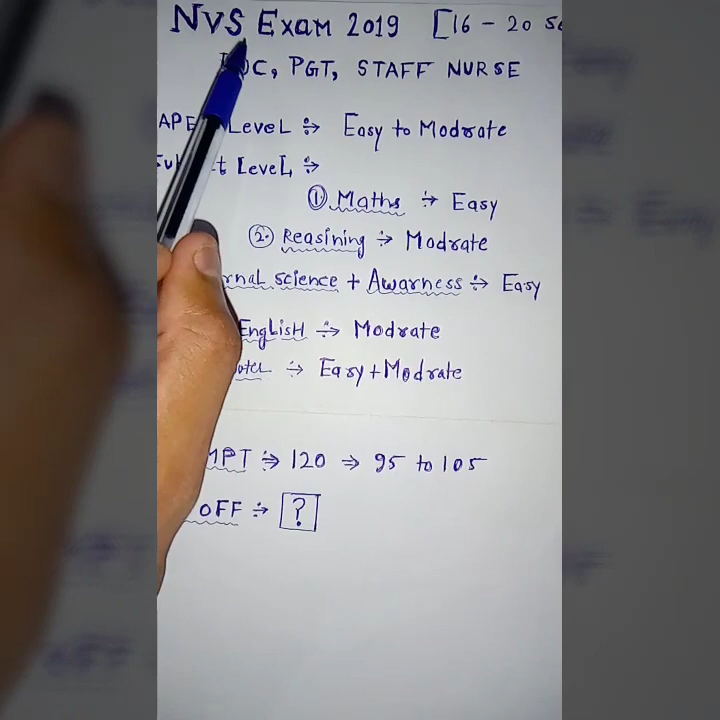 NVS Exam 2019 [16 - 20
PGT, STAFF NURSE
LeveL ÷> Easy to Modrate
LeveL ÷>
① Maths ÷> Easy
② Reasining ÷> Modrate
science + Awarness ÷> Easy
EngLisH ÷> Modrate
÷> Easy + Modrate
÷> 120 => 95 to 105
OFF ÷> ?